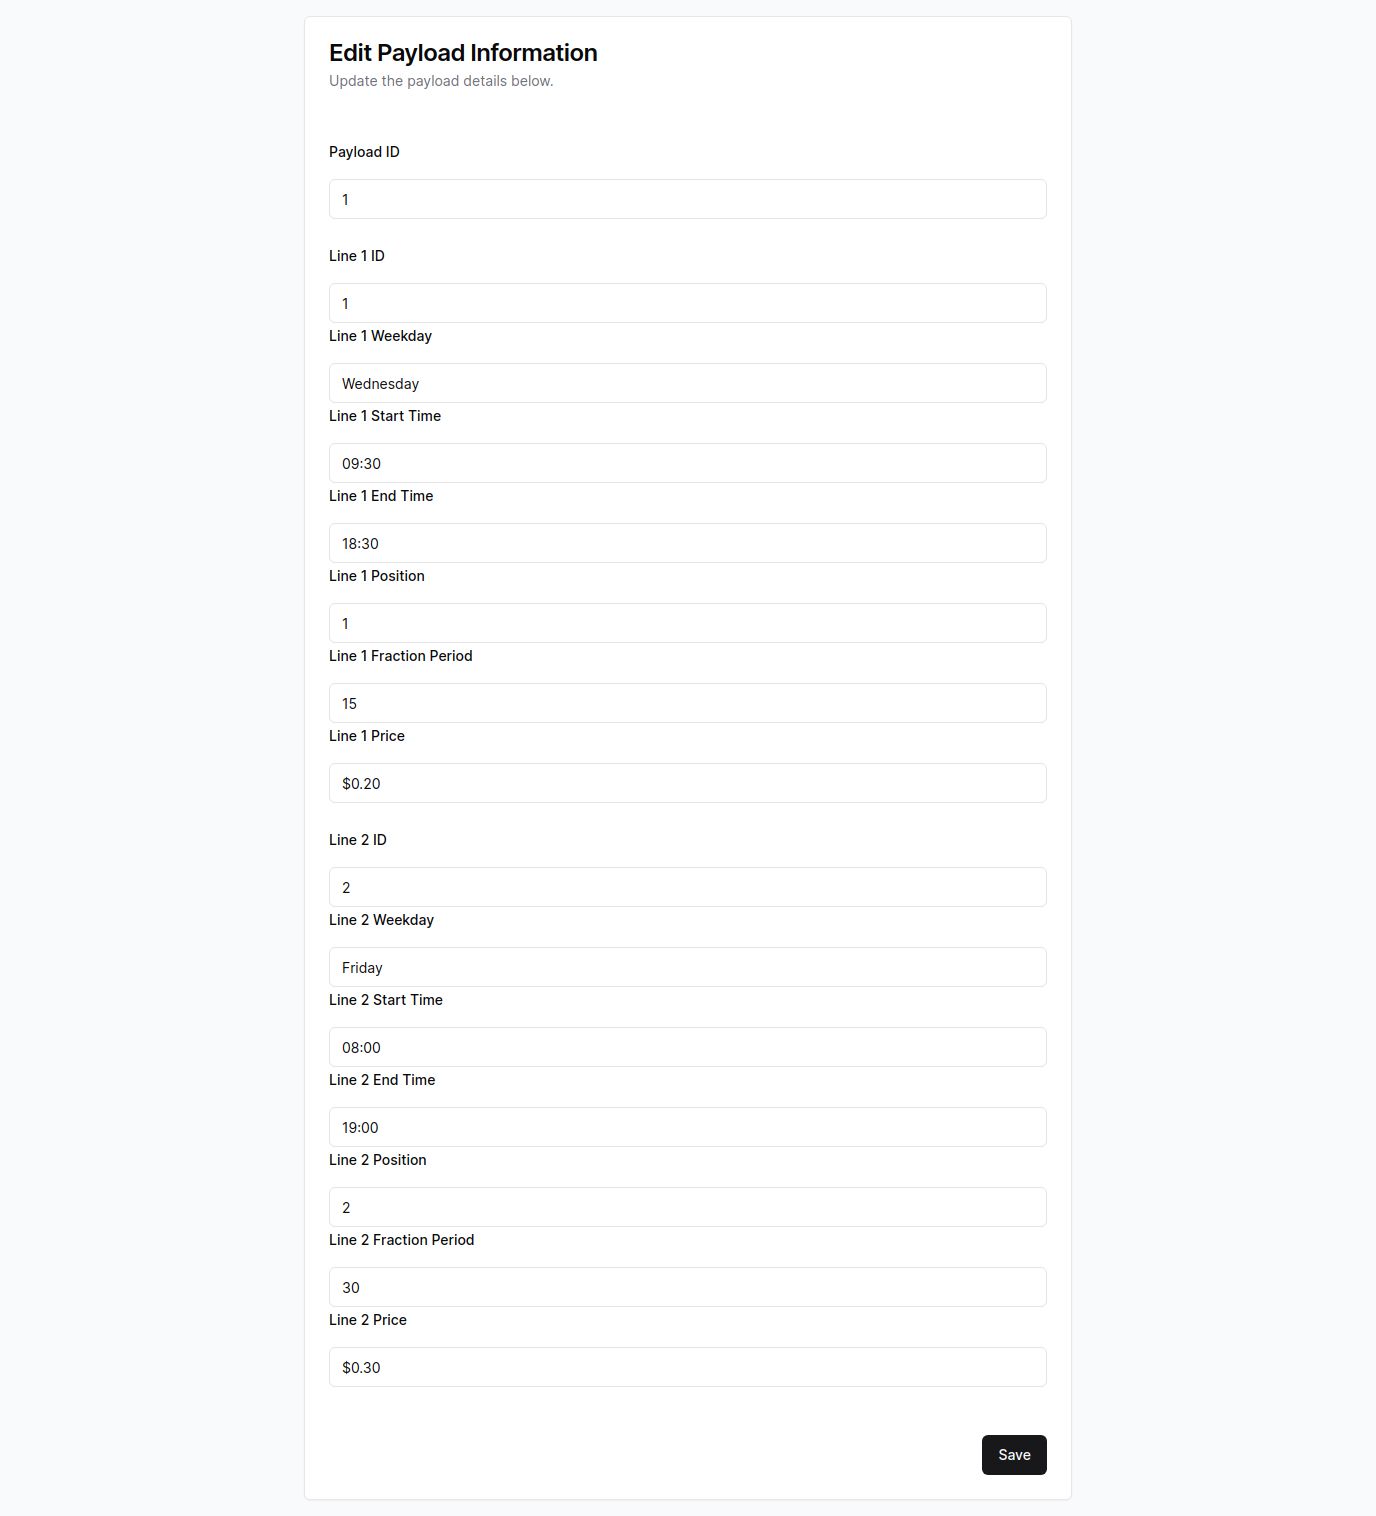 Edit Payload Information
Update the payload details below.
Payload ID
1
Line 1 ID
1
Line 1 Weekday
Wednesday
Line 1 Start Time
09:30
Line 1 End Time
18:30
Line 1 Position
1
Line 1 Fraction Period
15
Line 1 Price
$0.20
Line 2 ID
2
Line 2 Weekday
Friday
Line 2 Start Time
08:00
Line 2 End Time
19:00
Line 2 Position
2
Line 2 Fraction Period
30
Line 2 Price
$0.30
Save